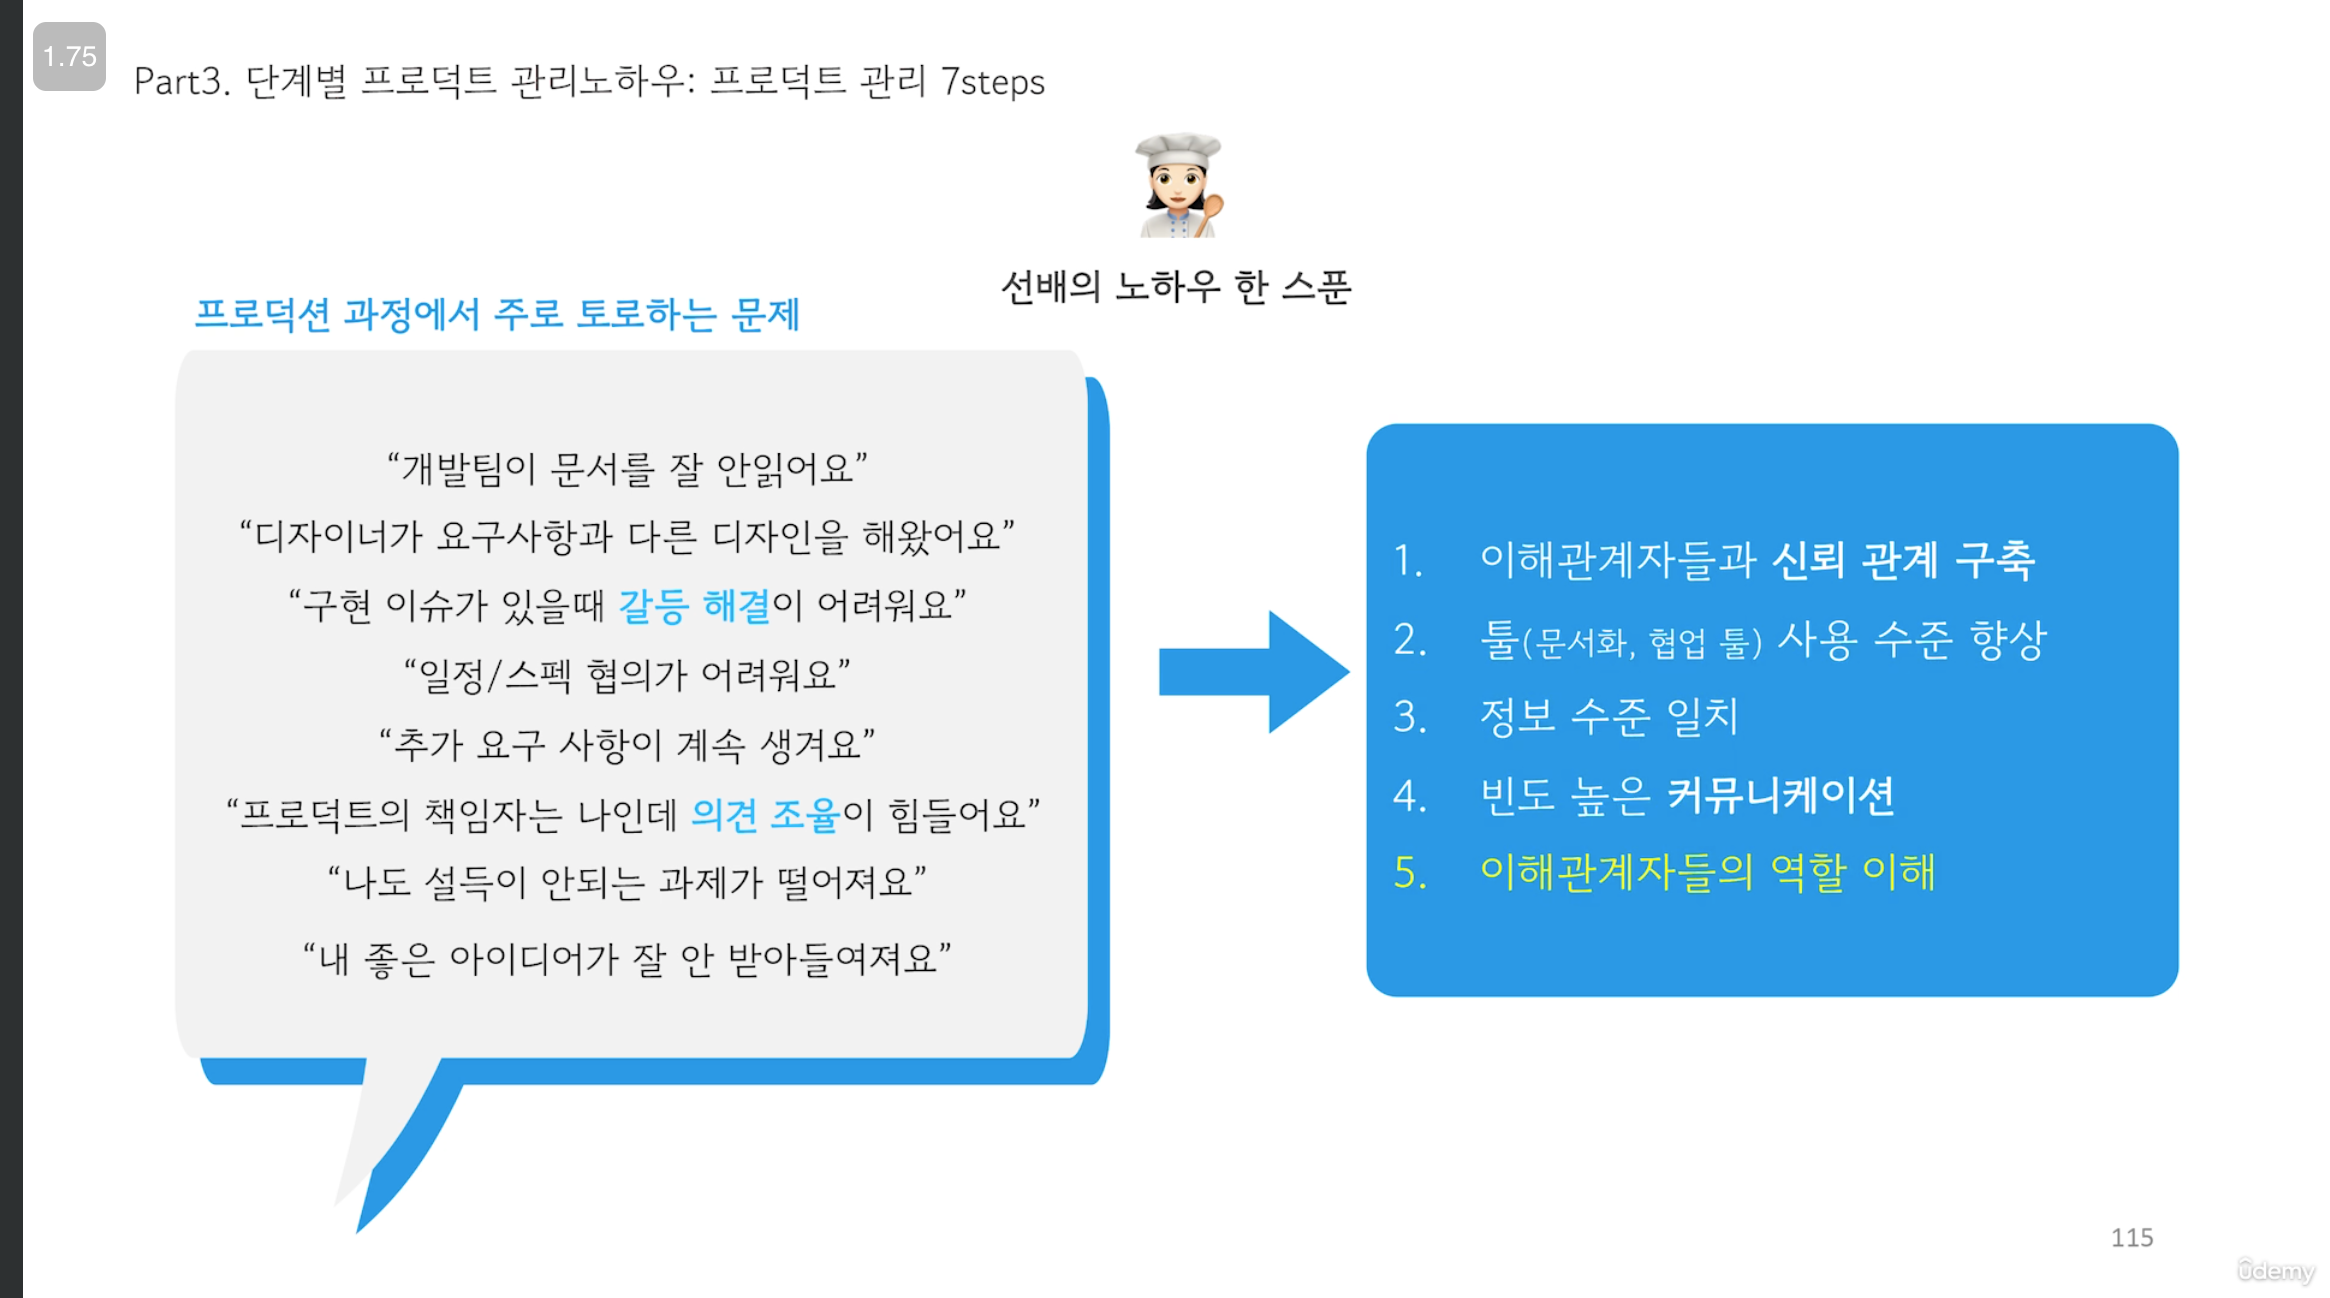 1.75
Part3. 단계별 프로덕트 관리노하우: 프로덕트 관리 7steps
선배의 노하우 한 스푼
프로덕션 과정에서 주로 토로하는 문제
“개발팀이 문서를 잘 안읽어요”
“디자이너가 요구사항과 다른 디자인을 해왔어요”
“구현 이슈가 있을때 갈등 해결이 어려워요”
“일정/스펙 협의가 어려워요”
“추가 요구 사항이 계속 생겨요”
“프로덕트의 책임자는 나인데 의견 조율이 힘들어요”
“나도 설득이 안되는 과제가 떨어져요”
“내 좋은 아이디어가 잘 안 받아들여져요”
1. 이해관계자들과 신뢰 관계 구축
2. 툴(문서화, 협업 툴) 사용 수준 향상
3. 정보 수준 일치
4. 빈도 높은 커뮤니케이션
5. 이해관계자들의 역할 이해
115
ûdemy